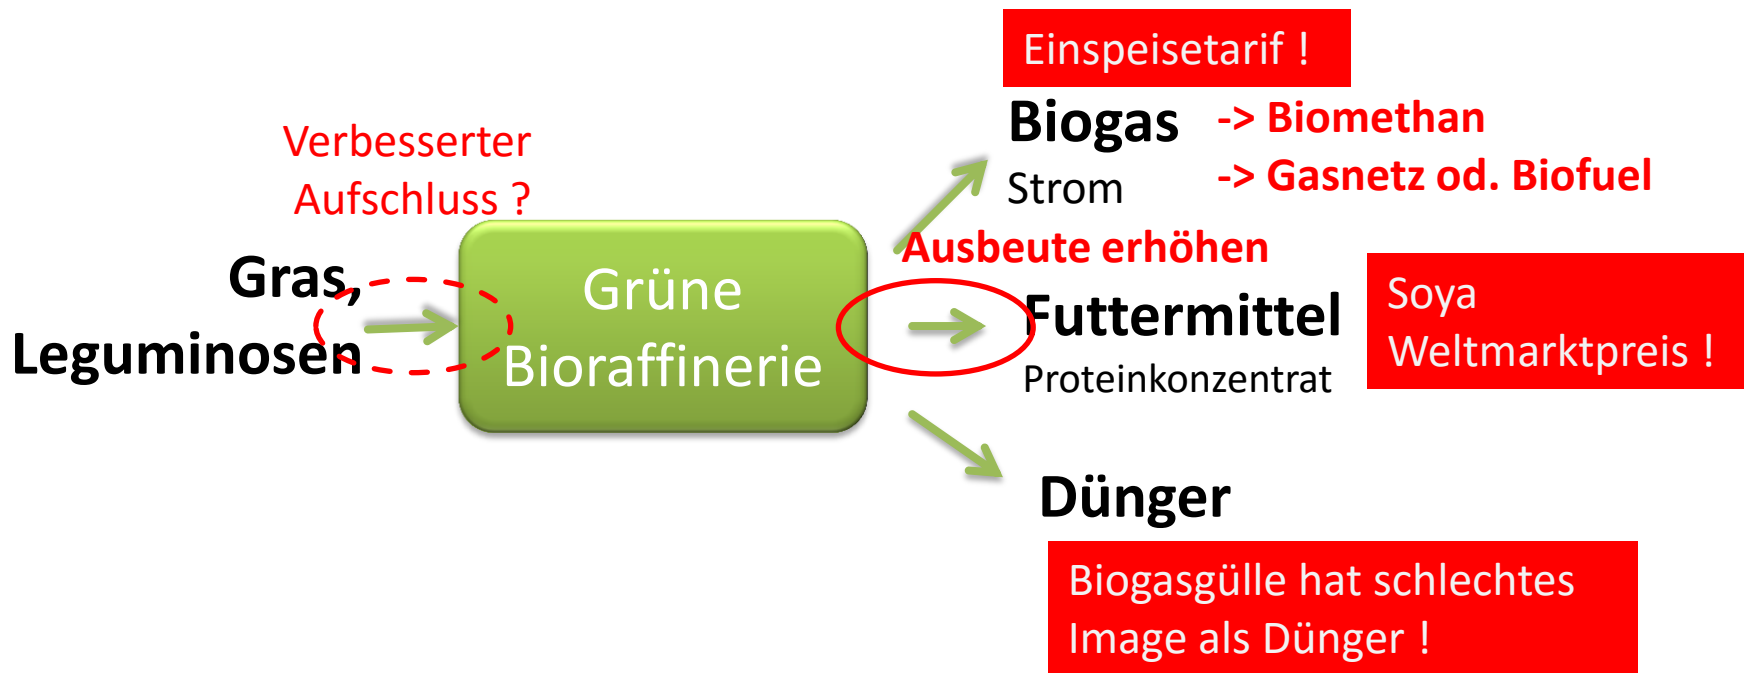 Einspeisetarif !
Biogas
-> Biomethan
Strom
-> Gasnetz od. Biofuel
Verbesserter
Aufschluss ?
Gras,
Leguminosen
Grüne
Bioraffinerie
Ausbeute erhöhen
Futtermittel
Proteinkonzentrat
Soya
Weltmarktpreis !
Dünger
Biogasgülle hat schlechtes
Image als Dünger !